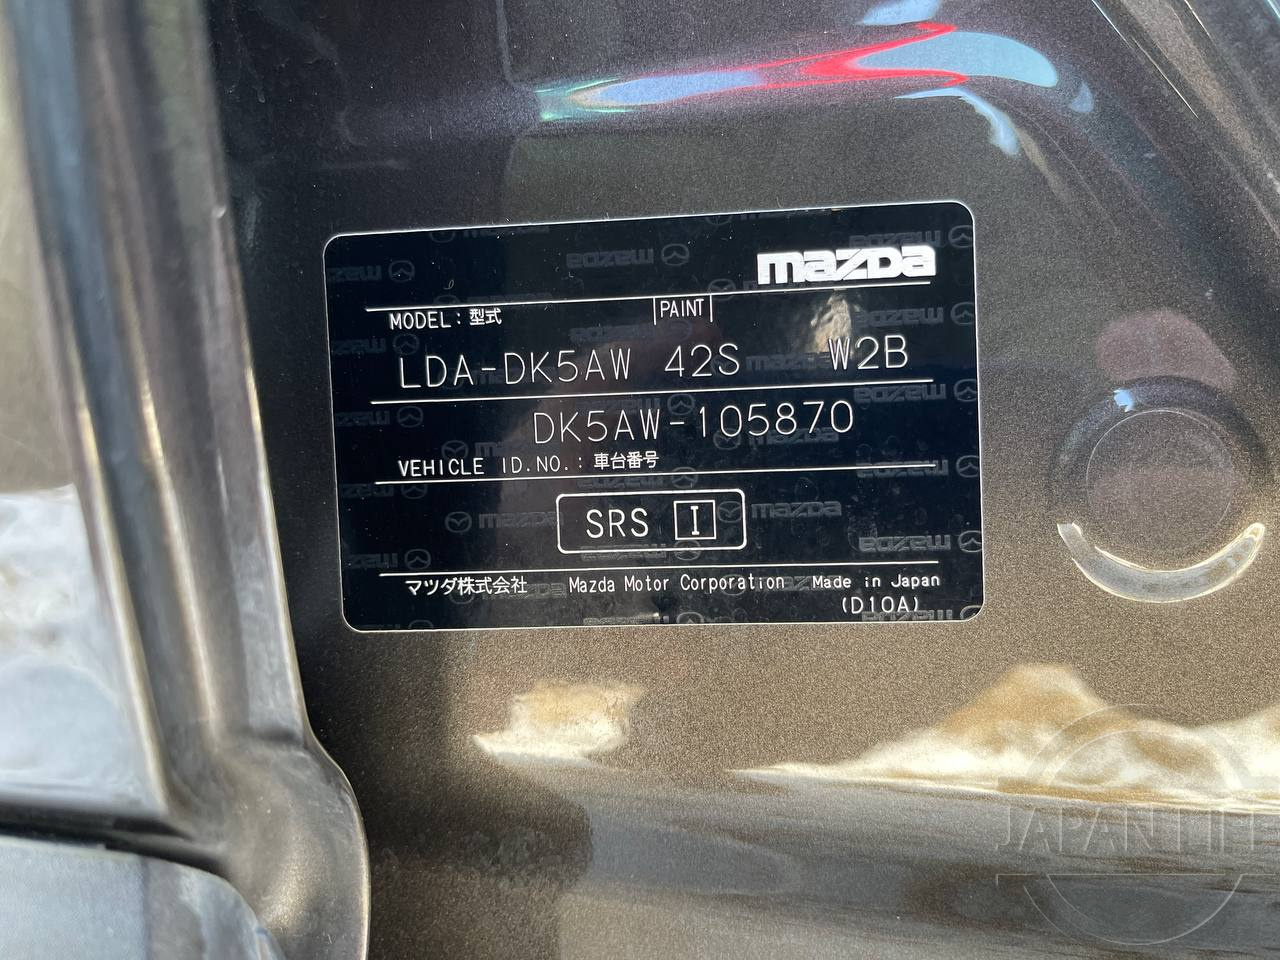 mazda
MODEL : 型式 PAINT
LDA-DK5AW 42S W2B
DK5AW-105870
VEHICLE ID.NO. : 車台番号
SRS I
マツダ株式会社 Mazda Motor Corporation Made in Japan
(D10A)
JAPAN LIFE